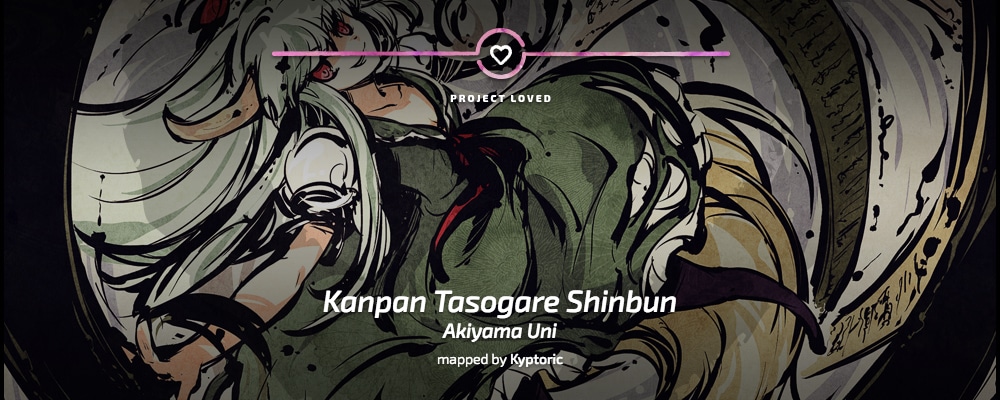 PROJECT LOVED
Kanpan Tasogare Shinbun
Akiyama Uni
mapped by Kyptoric